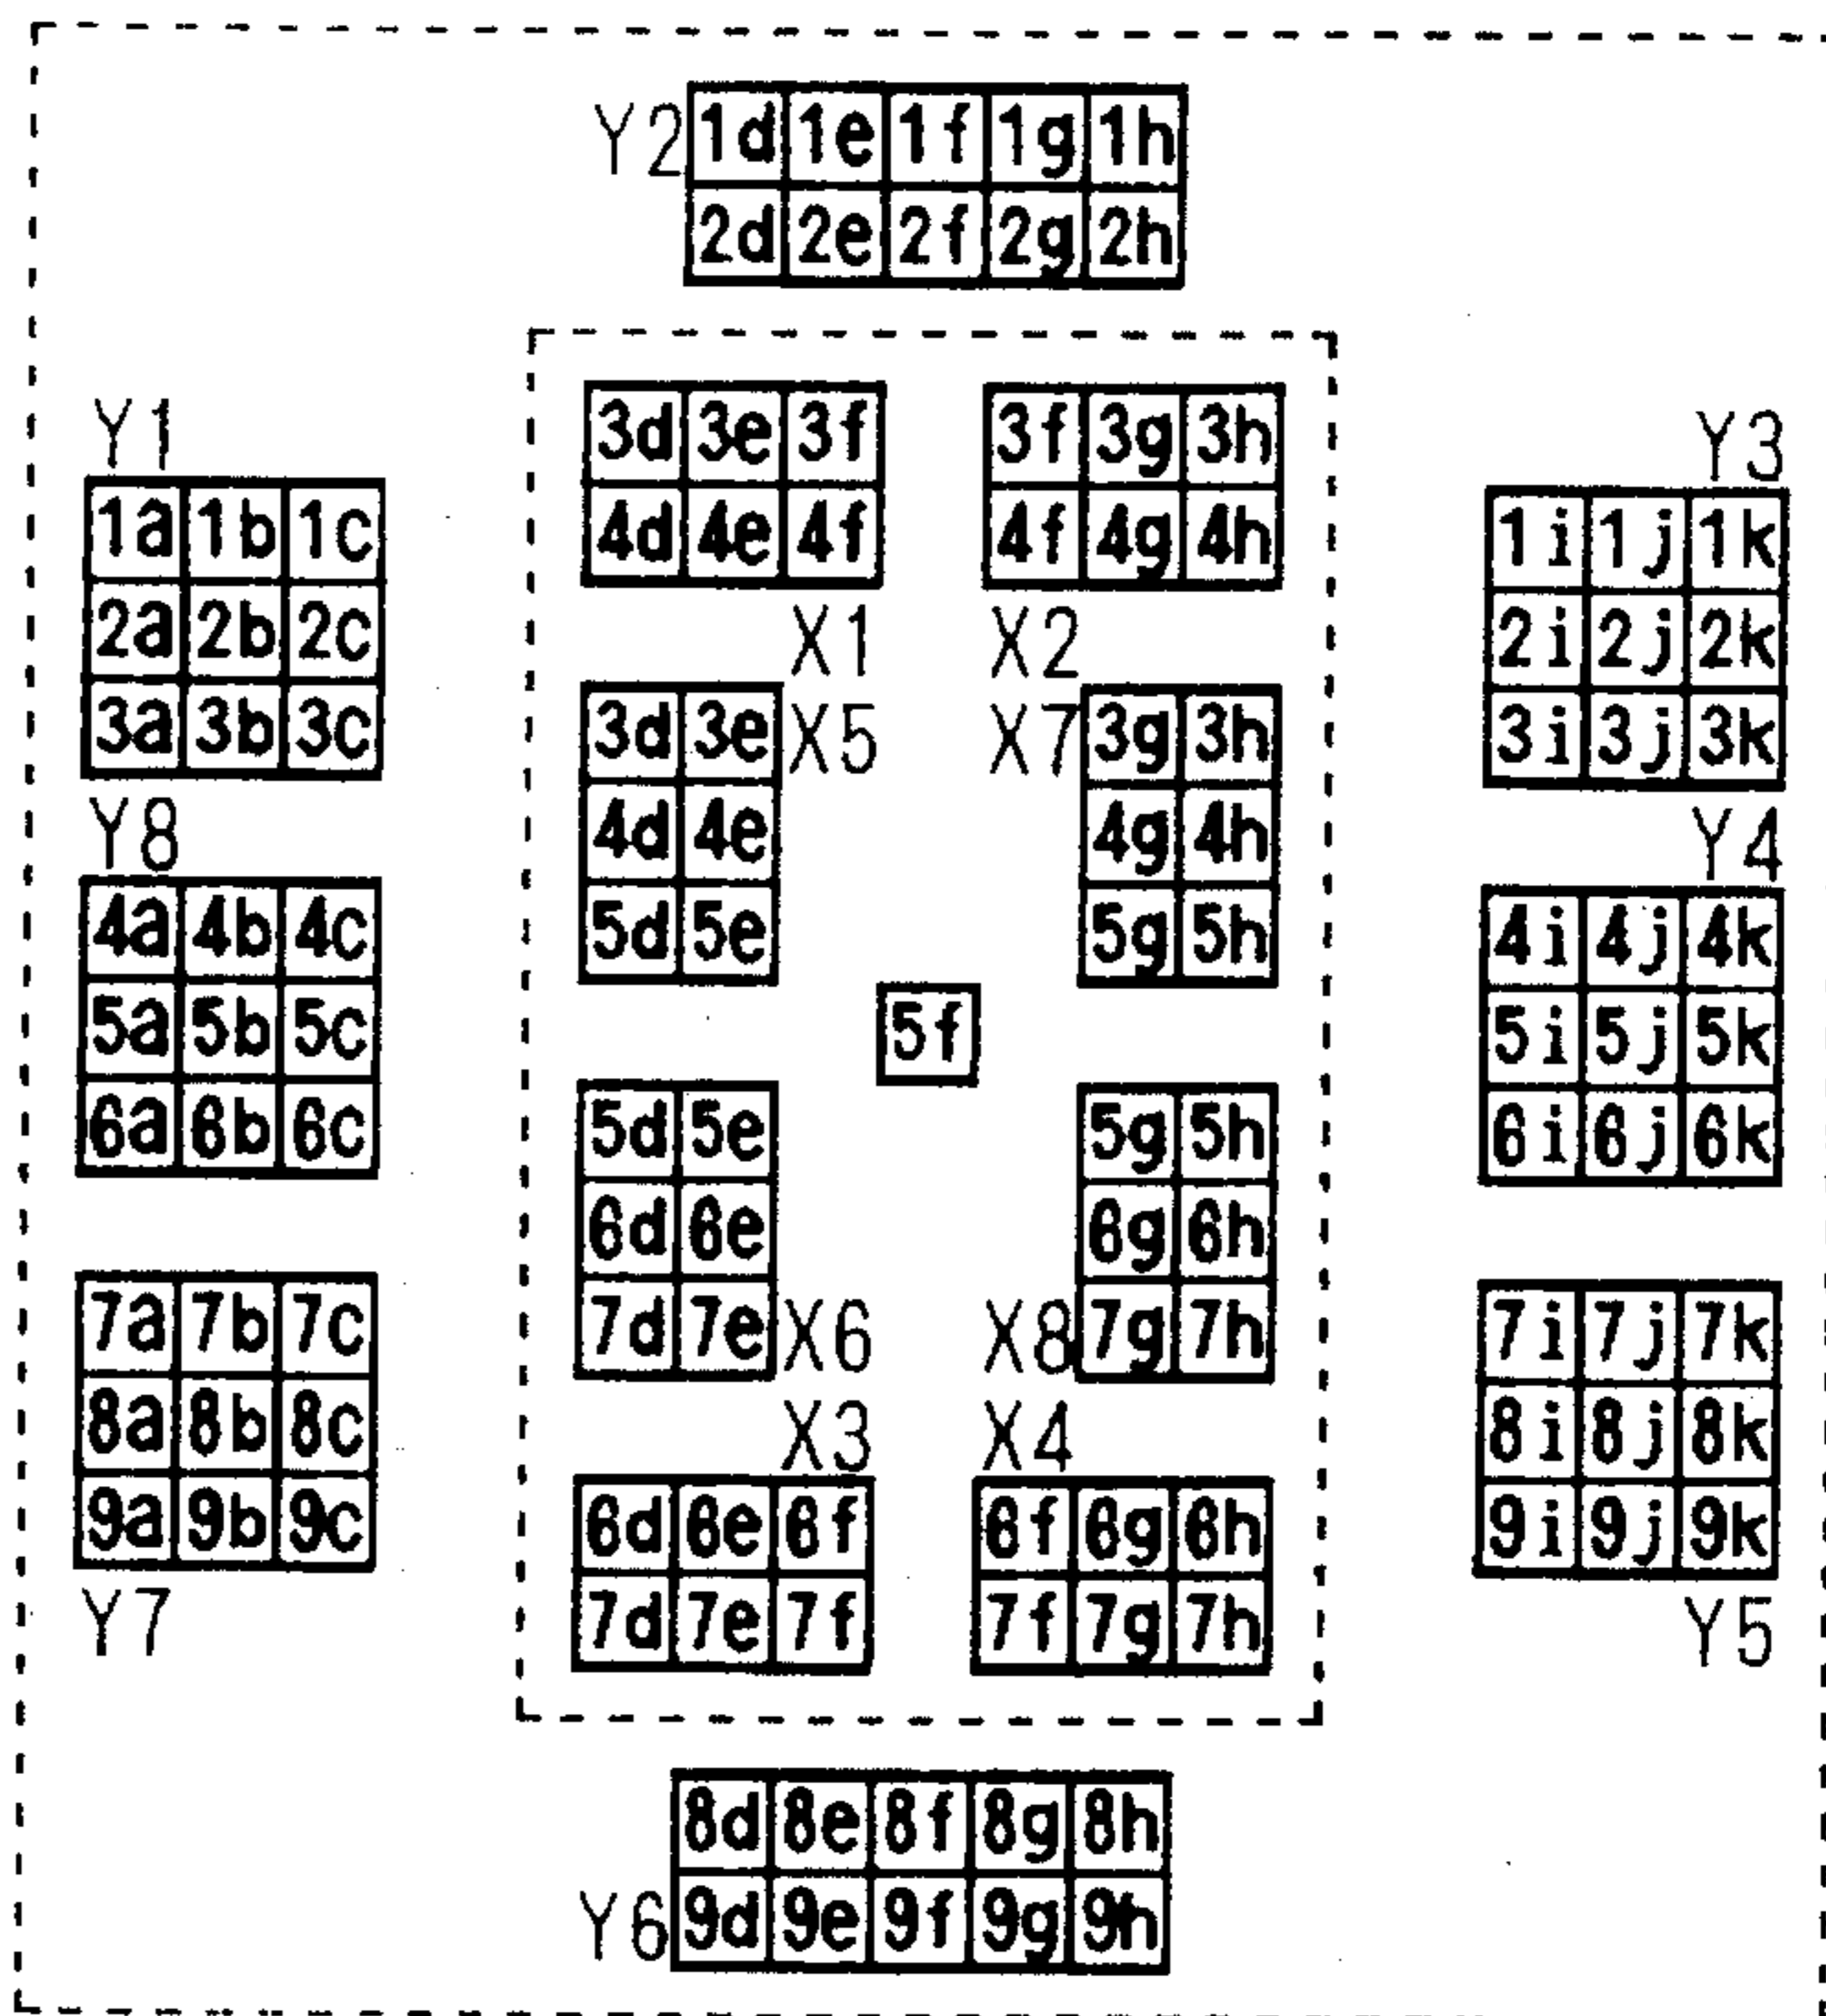 Y2
1d 1e 1f 1g 1h
2d 2e 2f 2g 2h
Y1
1a 1b 1c
2a 2b 2c
3a 3b 3c
Y8
4a 4b 4c
5a 5b 5c
6a 6b 6c
7a 7b 7c
8a 8b 8c
9a 9b 9c
Y7
3d 3e 3f
4d 4e 4f
X1
3f 3g 3h
4f 4g 4h
X2
3d 3e
4d 4e
5d 5e
X5
X7
3g 3h
4g 4h
5g 5h
5f
5d 5e
6d 6e
7d 7e
X6
5g 5h
6g 6h
7g 7h
X8
X3
6d 6e 6f
7d 7e 7f
X4
6f 6g 6h
7f 7g 7h
Y3
1i 1j 1k
2i 2j 2k
3i 3j 3k
Y4
4i 4j 4k
5i 5j 5k
6i 6j 6k
7i 7j 7k
8i 8j 8k
9i 9j 9k
Y5
8d 8e 8f 8g 8h
Y6
9d 9e 9f 9g 9h